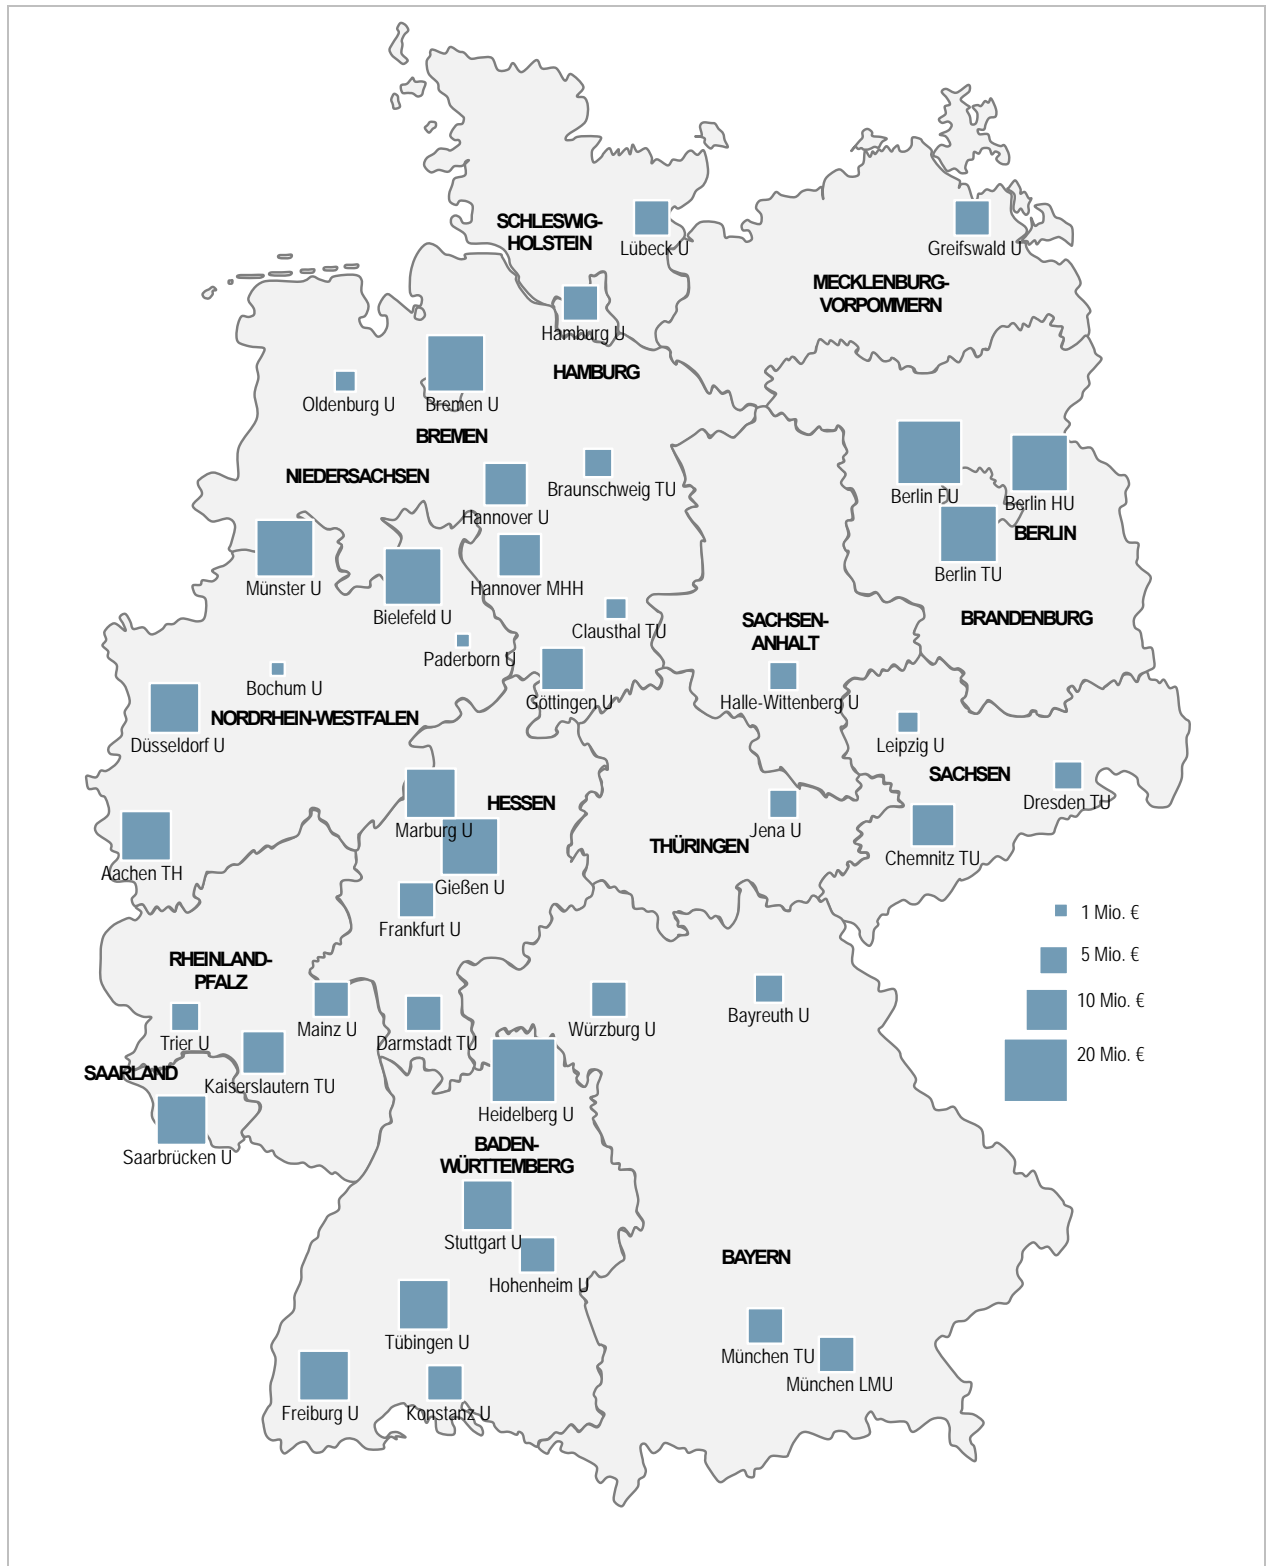 SCHLESWIG-
HOLSTEIN
Lübeck U
Greifswald U
MECKLENBURG-
VORPOMMERN
Hamburg U
HAMBURG
Oldenburg U
Bremen U
BREMEN
NIEDERSACHSEN
Braunschweig TU
Hannover U
Berlin FU
Berlin HU
BERLIN
Berlin TU
Münster U
Hannover MHH
Bielefeld U
Clausthal TU
SACHSEN-
ANHALT
BRANDENBURG
Paderborn U
Bochum U
Göttingen U
Halle-Wittenberg U
NORDRHEIN-WESTFALEN
Düsseldorf U
Leipzig U
SACHSEN
Dresden TU
HESSEN
Marburg U
Jena U
THÜRINGEN
Chemnitz TU
Aachen TH
Gießen U
Frankfurt U
1 Mio. €
5 Mio. €
10 Mio. €
20 Mio. €
RHEINLAND-
PFALZ
Mainz U
Trier U
Darmstadt TU
Würzburg U
Bayreuth U
SAARLAND
Kaiserslautern TU
Heidelberg U
Saarbrücken U
BADEN-
WÜRTTEMBERG
Stuttgart U
Hohenheim U
BAYERN
Tübingen U
München TU
München LMU
Freiburg U
Konstanz U